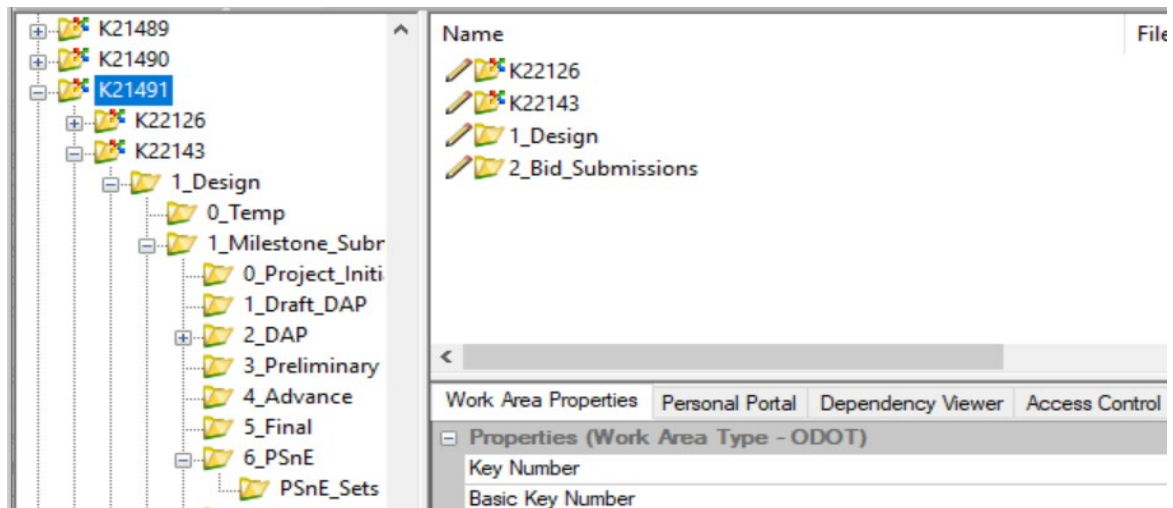 K21489
K21490
K21491
K22126
K22143
1_Design
0_Temp
1_Milestone_Subr
0_Project_Initi
1_Draft_DAP
2_DAP
3_Preliminary
4_Advance
5_Final
6_PSnE
PSnE_Sets
Name File
K22126
K22143
1_Design
2_Bid_Submissions
Work Area Properties Personal Portal Dependency Viewer Access Control
Properties (Work Area Type - ODOT)
Key Number
Basic Key Number